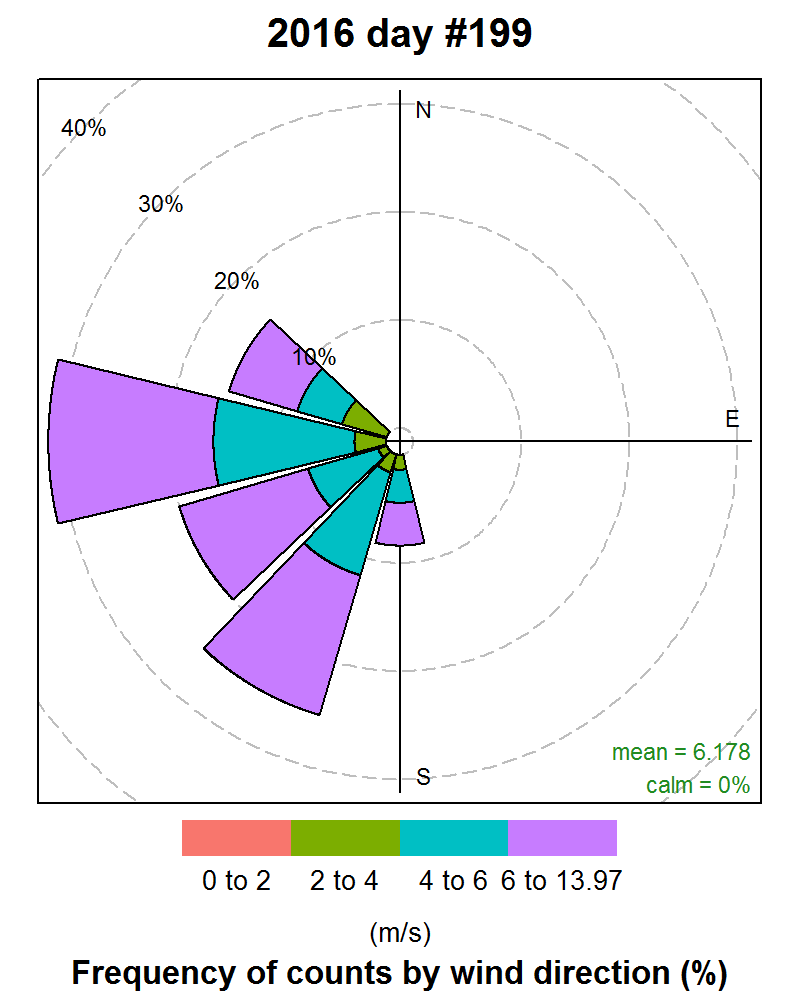 2016 day #199
N
40%
30%
20%
10%
E
S
mean = 6.178
calm = 0%
0 to 2 2 to 4 4 to 6 6 to 13.97
(m/s)
Frequency of counts by wind direction (%)